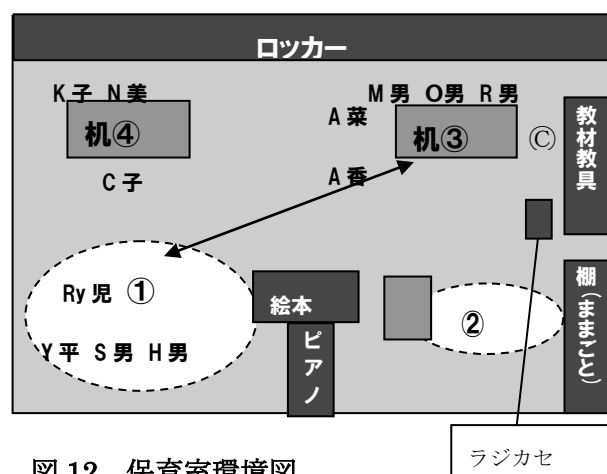 ロッカー
K子 N美
M男 O男 R男
A菜
机④
机③
Ⓒ
教材教具
C子
A香
Ry児 ①
絵本
②
棚(ままごと)
Y平 S男 H男
ピアノ
ラジカセ
図12 保育室環境図